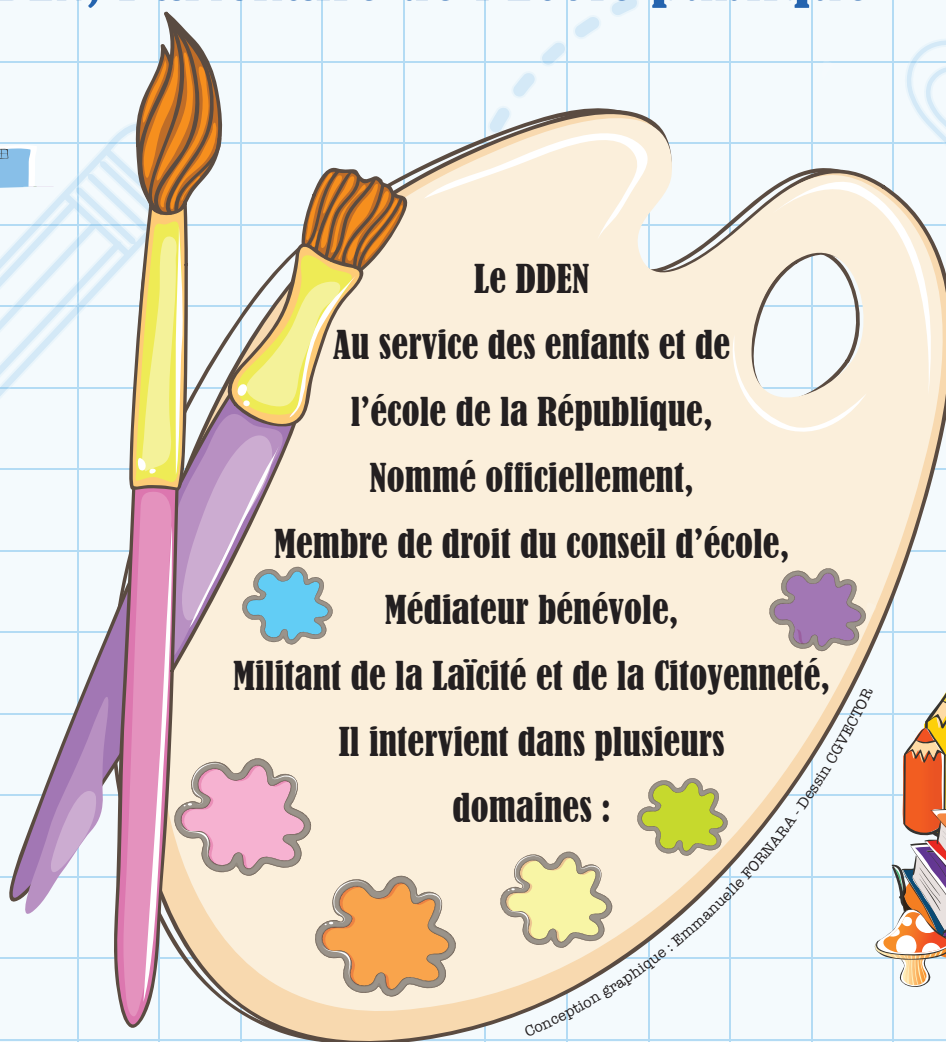 Le DDEN
Au service des enfants et de
l’école de la République,
Nommé officiellement,
Membre de droit du conseil d’école,
Médiateur bénévole,
Militant de la Laïcité et de la Citoyenneté,
Il intervient dans plusieurs
domaines :
Conception graphique : Emmanuelle FORNARA - Dessin CGVECTOR